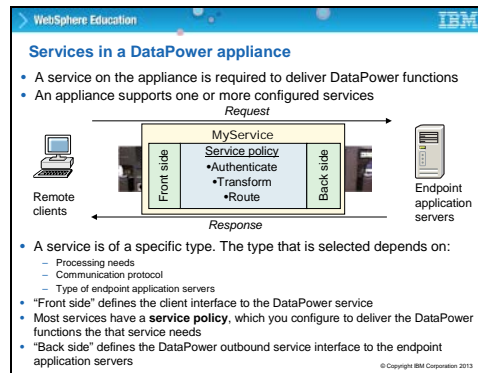 WebSphere Education
IBM
Services in a DataPower appliance
• A service on the appliance is required to deliver DataPower functions
• An appliance supports one or more configured services
Request
MyService
Front side
Service policy
•Authenticate
•Transform
•Route
Back side
Remote
clients
Endpoint
application
servers
Response
• A service is of a specific type. The type that is selected depends on:
– Processing needs
– Communication protocol
– Type of endpoint application servers
• “Front side” defines the client interface to the DataPower service
• Most services have a service policy, which you configure to deliver the DataPower
functions the that service needs
• “Back side” defines the DataPower outbound service interface to the endpoint
application servers
© Copyright IBM Corporation 2013